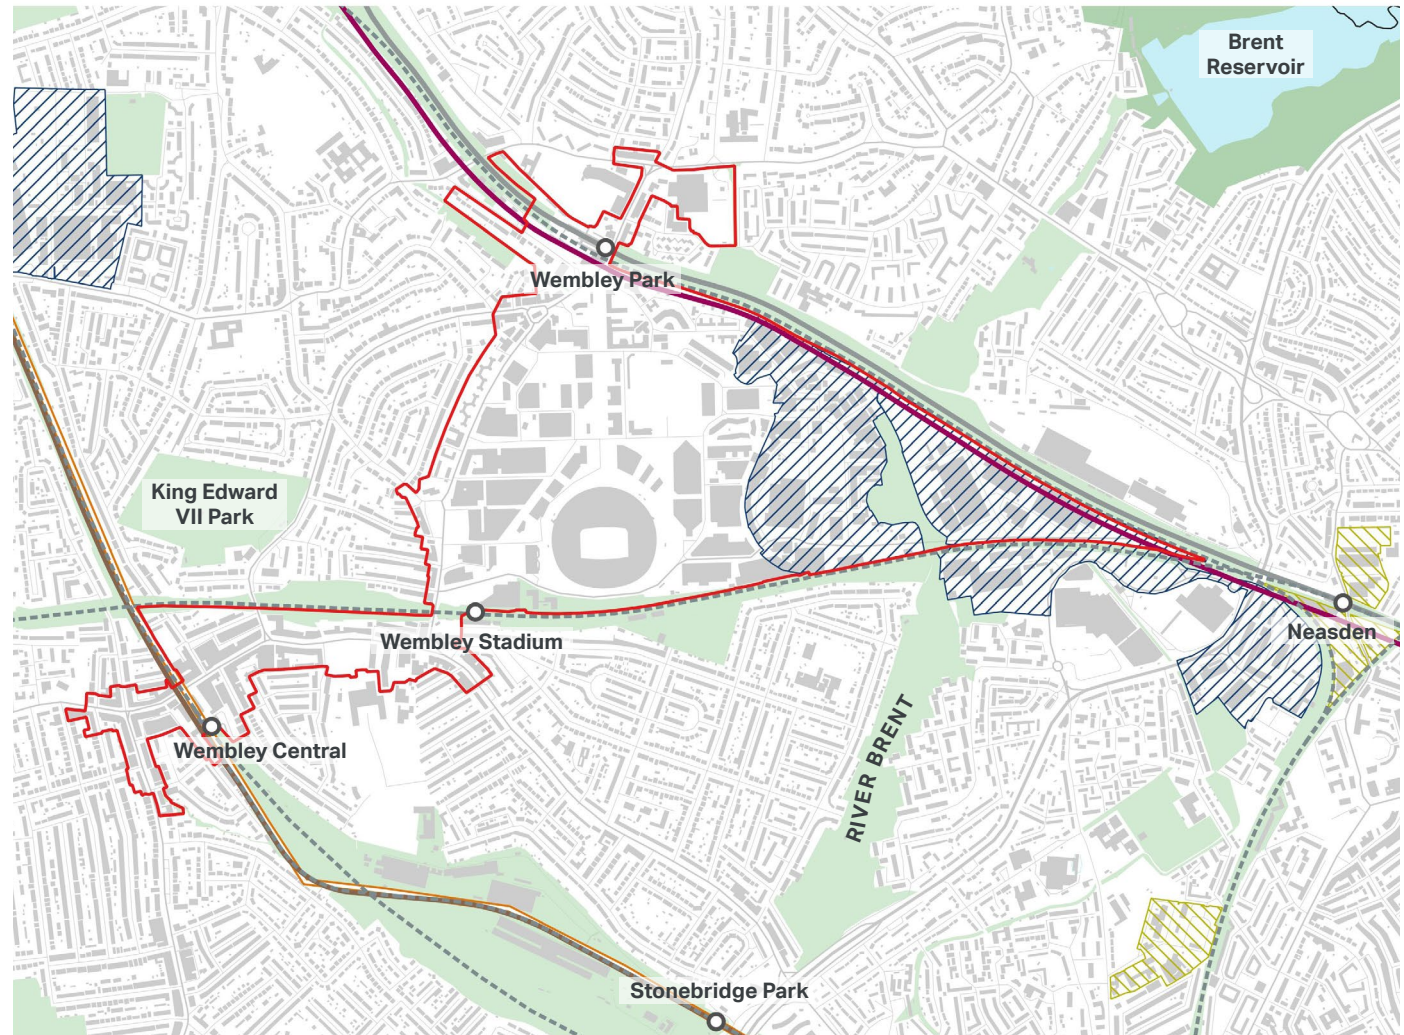 Brent
Reservoir
Wembley Park
King Edward
VII Park
Wembley Stadium
Neasden
Wembley Central
RIVER BRENT
Stonebridge Park